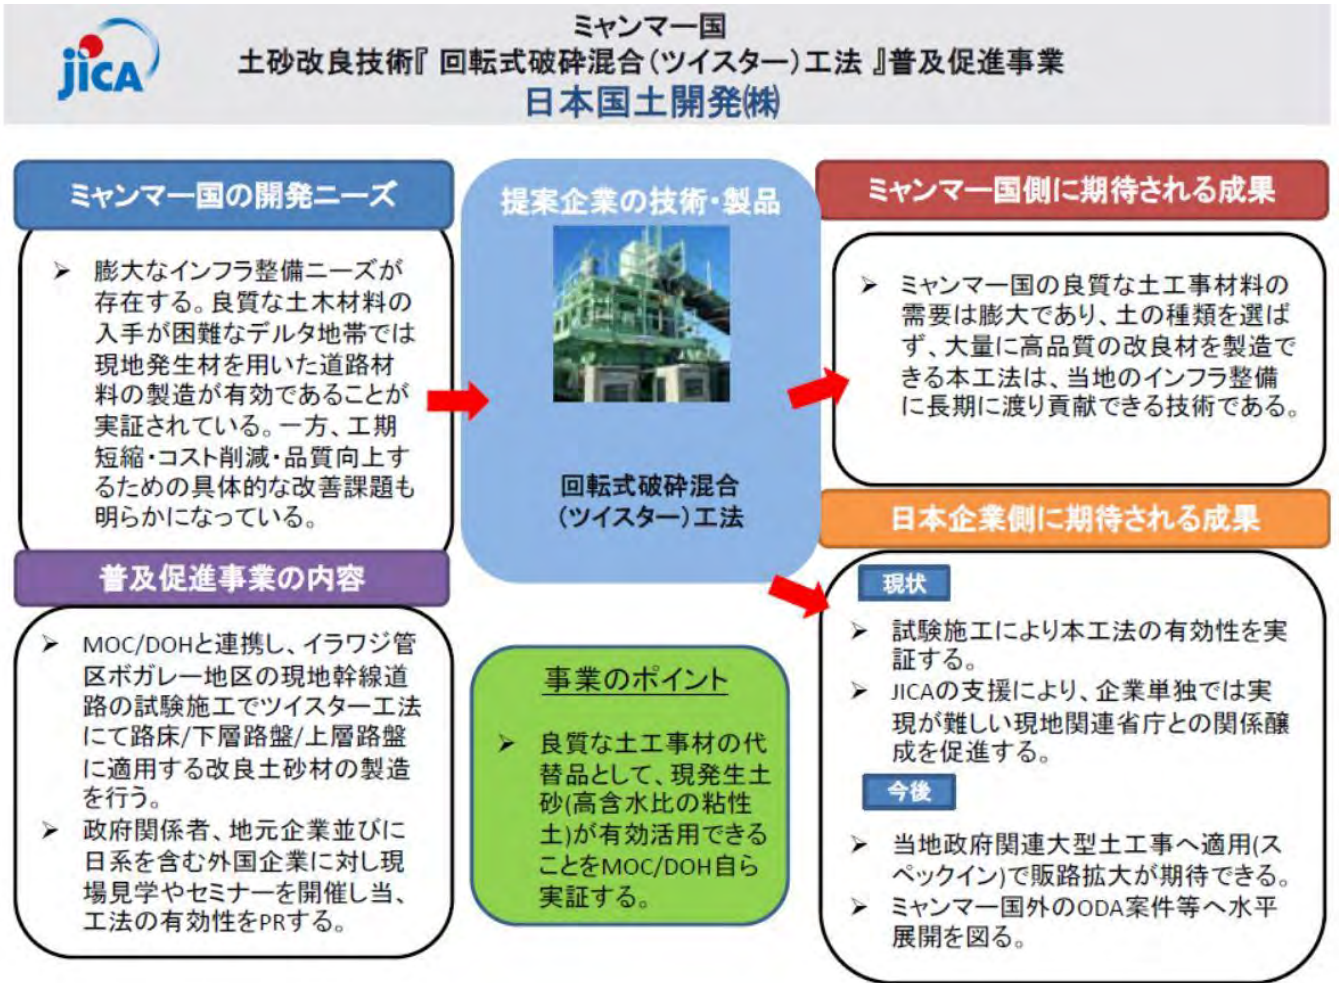 jICA
ミャンマー国
土砂改良技術『 回転式破砕混合(ツイスター)工法 』普及促進事業
日本国土開発㈱
ミャンマー国の開発ニーズ
➢ 膨大なインフラ整備ニーズが
存在する。良質な土木材料の
入手が困難なデルタ地帯では
現地発生材を用いた道路材
料の製造が有効であることが
実証されている。一方、工期
短縮・コスト削減・品質向上す
るための具体的な改善課題も
明らかになっている。
普及促進事業の内容
➢ MOC/DOHと連携し、イラワジ管
区ボガレー地区の現地幹線道
路の試験施工でツイスター工法
にて路床/下層路盤/上層路盤
に適用する改良土砂材の製造
を行う。
➢ 政府関係者、地元企業並びに
日系を含む外国企業に対し現
場見学やセミナーを開催し当、
工法の有効性をPRする。
提案企業の技術・製品
回転式破砕混合
(ツイスター)工法
事業のポイント
➢ 良質な土工事材の代
替品として、現発生土
砂(高含水比の粘性
土)が有効活用できる
ことをMOC/DOH自ら
実証する。
ミャンマー国側に期待される成果
➢ ミャンマー国の良質な土工事材料の
需要は膨大であり、土の種類を選ば
ず、大量に高品質の改良材を製造で
きる本工法は、当地のインフラ整備
に長期に渡り貢献できる技術である。
日本企業側に期待される成果
現状
➢ 試験施工により本工法の有効性を実
証する。
➢ JICAの支援により、企業単独では実
現が難しい現地関連省庁との関係醸
成を促進する。
今後
➢ 当地政府関連大型土工事へ適用(ス
ペックイン)で販路拡大が期待できる。
➢ ミャンマー国外のODA案件等へ水平
展開を図る。